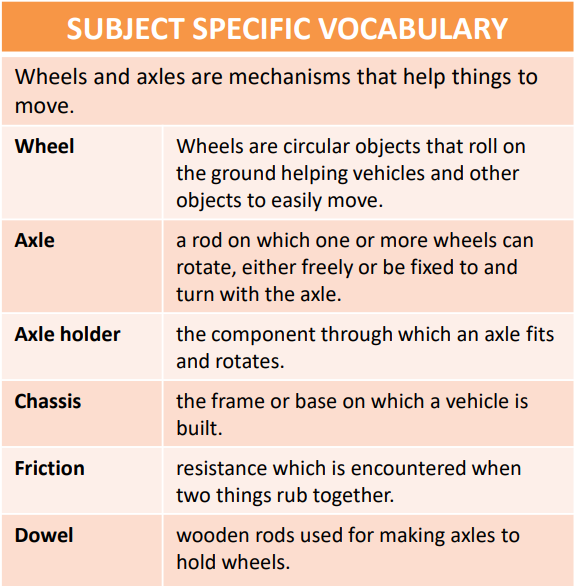 SUBJECT SPECIFIC VOCABULARY
Wheels and axles are mechanisms that help things to
move.
Wheel
Wheels are circular objects that roll on
the ground helping vehicles and other
objects to easily move.
Axle
a rod on which one or more wheels can
rotate, either freely or be fixed to and
turn with the axle.
Axle holder
the component through which an axle fits
and rotates.
Chassis
the frame or base on which a vehicle is
built.
Friction
resistance which is encountered when
two things rub together.
Dowel
wooden rods used for making axles to
hold wheels.